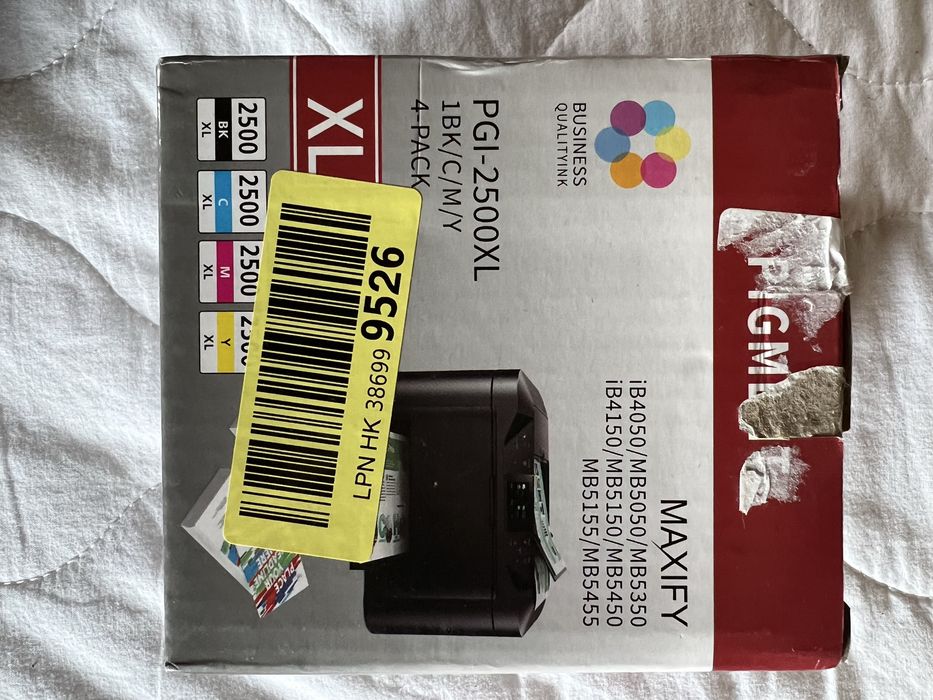 BUSINESS
QUALITYINK
MAXIFY
iB4050/MB5050/MB5350
iB4150/MB5150/MB5450
MB5155/MB5455
PGI-2500XL
1BK/C/M/Y
4-PACK
XL
LPN HK 38699 9526
2500
BK
XL
2500
C
XL
2500
M
XL
Y
XL